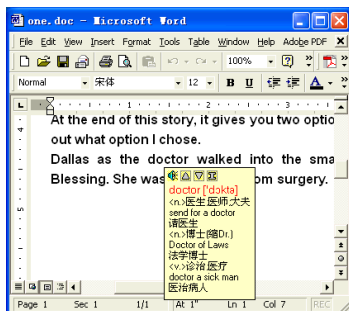 one.doc - Microsoft Word
File Edit View Insert Format Tools Table Window Help Adobe PDF
100%
Normal 宋体 12 B U A
1 2 3
At the end of this story, it gives you two optio
out what option I chose.
Dallas as the doctor walked into the sma
Blessing. She was om surgery.
doctor ['dɔktə]
<n.>医生;医师;大夫
send for a doctor
请医生
<n.>博士(缩Dr.)
Doctor of Laws
法学博士
<v.>诊治;医疗
doctor a sick man
医治病人
Page 1 Sec 1 1/1 At 1" Ln 1 Col 7 REC